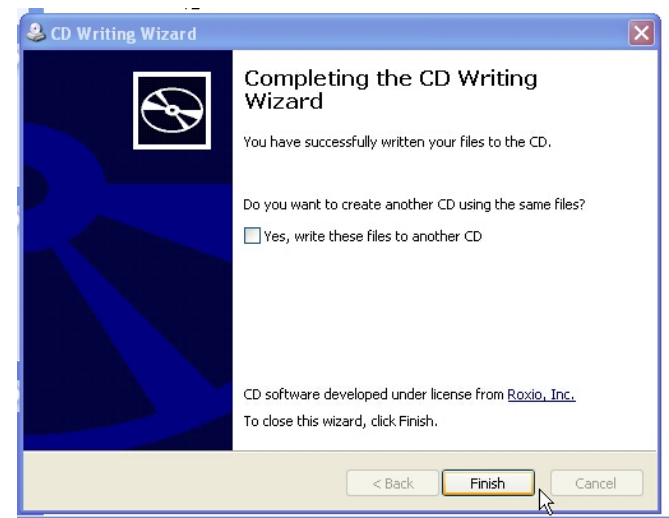 CD Writing Wizard
Completing the CD Writing
Wizard
You have successfully written your files to the CD.
Do you want to create another CD using the same files?
Yes, write these files to another CD
CD software developed under license from Roxio, Inc.
To close this wizard, click Finish.
< Back Finish Cancel